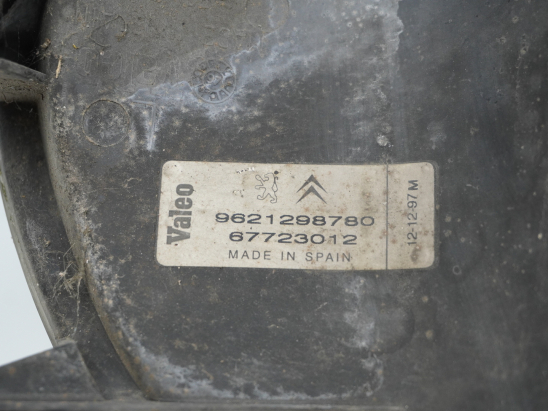 Valeo
9621298780
67723012
MADE IN SPAIN
12-12-97 M